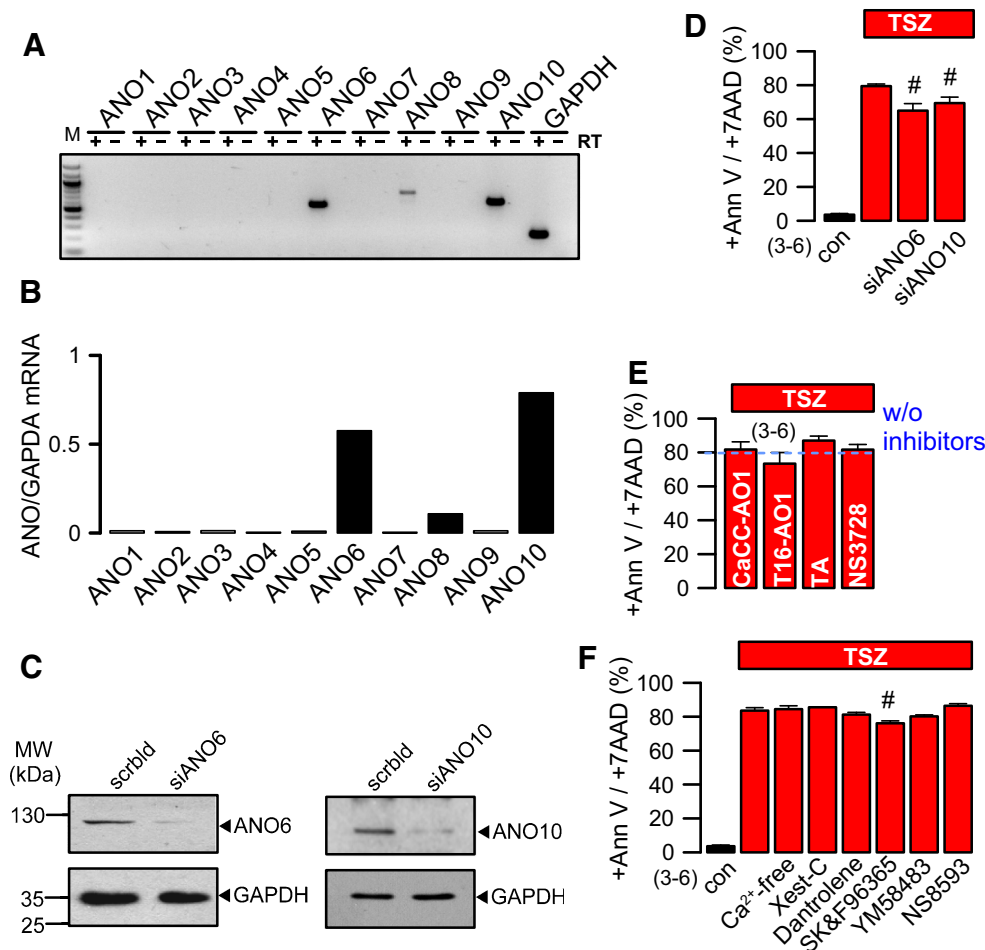 A
ANO1 ANO2 ANO3 ANO4 ANO5 ANO6 ANO7 ANO8 ANO9 ANO10 GAPDH
M + − + − + − + − + − + − + − + − + − + − + − RT
B
ANO/GAPDA mRNA
1
0.5
0
ANO1 ANO2 ANO3 ANO4 ANO5 ANO6 ANO7 ANO8 ANO9 ANO10
C
MW
(kDa)
scrbld siANO6
130
ANO6
35
GAPDH
25
scrbld siANO10
ANO10
GAPDH
D
TSZ
+Ann V / +7AAD (%)
100
80
60
40
20
0
# #
(3-6)
con siANO6 siANO10
E
TSZ
w/o
inhibitors
+Ann V / +7AAD (%)
100
80
60
40
20
0
(3-6)
CaCC-AO1 T16-AO1 TA NS3728
F
TSZ
+Ann V / +7AAD (%)
100
80
60
40
20
0
#
(3-6)
con Ca²⁺-free Xest-C Dantrolene SK&F96365 YM58483 NS8593